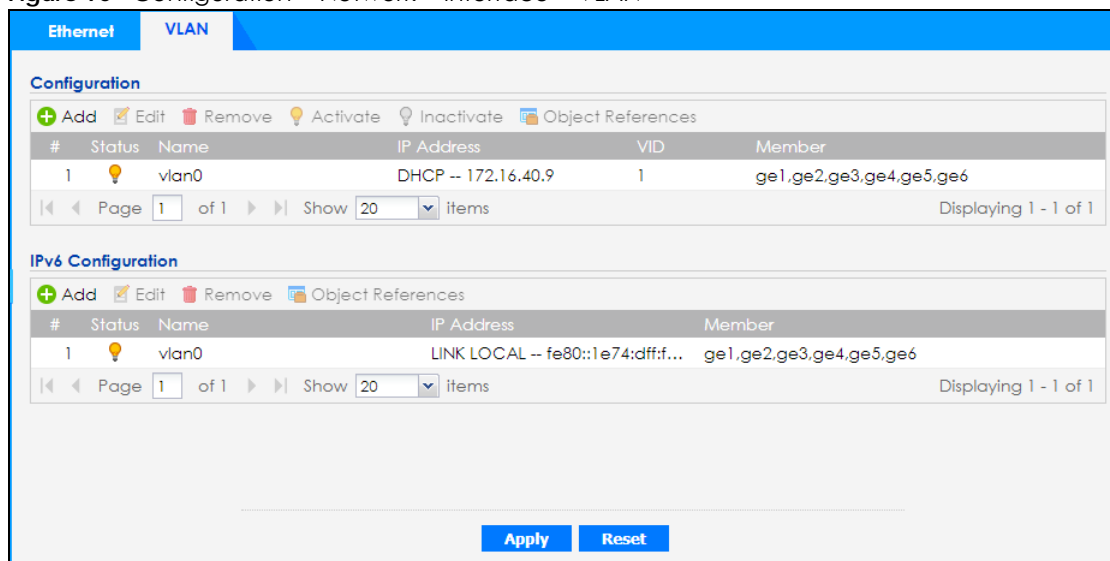 Ethernet VLAN
Configuration
Add Edit Remove Activate Inactivate Object References
# Status Name IP Address VID Member
1 vlan0 DHCP -- 172.16.40.9 1 ge1,ge2,ge3,ge4,ge5,ge6
Page 1 of 1 Show 20 items Displaying 1 - 1 of 1
IPv6 Configuration
Add Edit Remove Object References
# Status Name IP Address Member
1 vlan0 LINK LOCAL -- fe80::1e74:dff:f... ge1,ge2,ge3,ge4,ge5,ge6
Page 1 of 1 Show 20 items Displaying 1 - 1 of 1
Apply Reset